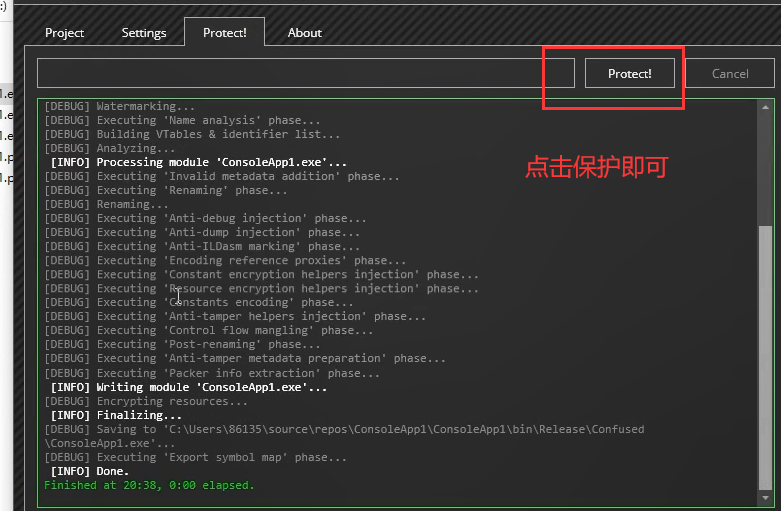 :)
Project Settings Protect! About
Protect! Cancel
[DEBUG] Watermarking...
[DEBUG] Executing 'Name analysis' phase...
[DEBUG] Building VTables & identifier list...
[DEBUG] Analyzing...
[INFO] Processing module 'ConsoleApp1.exe'...
[DEBUG] Executing 'Invalid metadata addition' phase...
[DEBUG] Executing 'Renaming' phase...
[DEBUG] Renaming...
[DEBUG] Executing 'Anti-debug injection' phase...
[DEBUG] Executing 'Anti-dump injection' phase...
[DEBUG] Executing 'Anti-ILDasm marking' phase...
[DEBUG] Executing 'Encoding reference proxies' phase...
[DEBUG] Executing 'Constant encryption helpers injection' phase...
[DEBUG] Executing 'Resource encryption helpers injection' phase...
[DEBUG] Executing 'Constants encoding' phase...
[DEBUG] Executing 'Anti-tamper helpers injection' phase...
[DEBUG] Executing 'Control flow mangling' phase...
[DEBUG] Executing 'Post-renaming' phase...
[DEBUG] Executing 'Anti-tamper metadata preparation' phase...
[DEBUG] Executing 'Packer info extraction' phase...
[INFO] Writing module 'ConsoleApp1.exe'...
[DEBUG] Encrypting resources...
[INFO] Finalizing...
[DEBUG] Saving to 'C:\Users\86135\source\repos\ConsoleApp1\ConsoleApp1\bin\Release\Confused
\ConsoleApp1.exe'...
[DEBUG] Executing 'Export symbol map' phase...
[INFO] Done.
Finished at 20:38, 0:00 elapsed.
点击保护即可
1.e
1.e
1.e
1.p
1.p